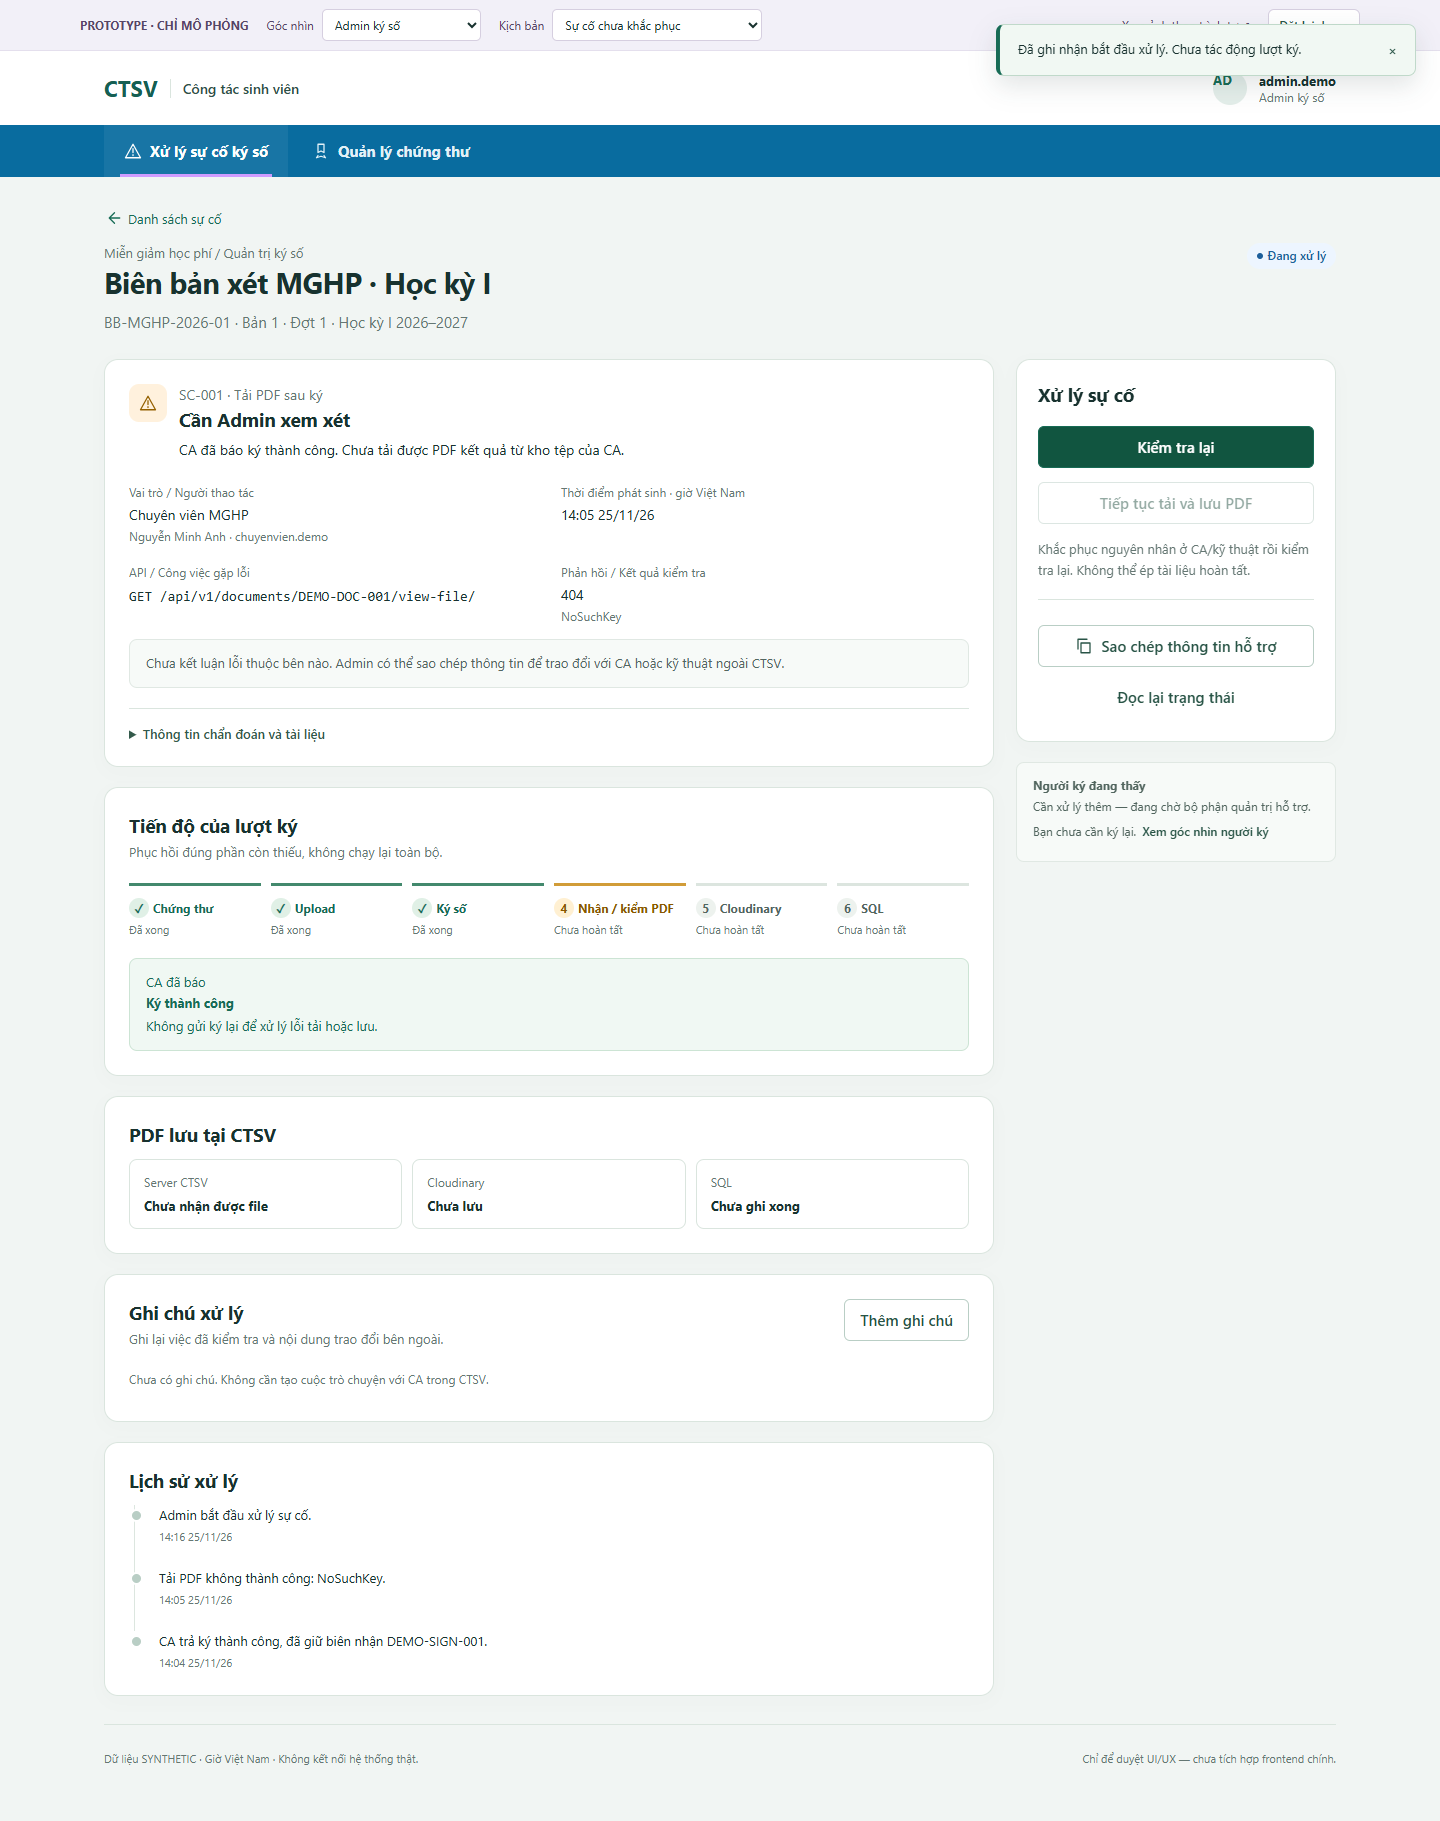 PROTOTYPE · CHỈ MÔ PHỎNG
Góc nhìn
Admin ký số
Kịch bản
Sự cố chưa khắc phục
Đã ghi nhận bắt đầu xử lý. Chưa tác động lượt ký.
×
CTSV
Công tác sinh viên
AD
admin.demo
Admin ký số
Xử lý sự cố ký số
Quản lý chứng thư
Danh sách sự cố
Miễn giảm học phí / Quản trị ký số
Đang xử lý
Biên bản xét MGHP · Học kỳ I
BB-MGHP-2026-01 · Bản 1 · Đợt 1 · Học kỳ I 2026–2027
SC-001 · Tải PDF sau ký
Cần Admin xem xét
CA đã báo ký thành công. Chưa tải được PDF kết quả từ kho tệp của CA.
Vai trò / Người thao tác
Chuyên viên MGHP
Nguyễn Minh Anh · chuyenvien.demo
Thời điểm phát sinh · giờ Việt Nam
14:05 25/11/26
API / Công việc gặp lỗi
GET /api/v1/documents/DEMO-DOC-001/view-file/
Phản hồi / Kết quả kiểm tra
404
NoSuchKey
Chưa kết luận lỗi thuộc bên nào. Admin có thể sao chép thông tin để trao đổi với CA hoặc kỹ thuật ngoài CTSV.
Thông tin chẩn đoán và tài liệu
Xử lý sự cố
Kiểm tra lại
Tiếp tục tải và lưu PDF
Khắc phục nguyên nhân ở CA/kỹ thuật rồi kiểm
tra lại. Không thể ép tài liệu hoàn tất.
Sao chép thông tin hỗ trợ
Đọc lại trạng thái
Người ký đang thấy
Cần xử lý thêm — đang chờ bộ phận quản trị hỗ trợ.
Bạn chưa cần ký lại. Xem góc nhìn người ký
Tiến độ của lượt ký
Phục hồi đúng phần còn thiếu, không chạy lại toàn bộ.
✓ Chứng thư
Đã xong
✓ Upload
Đã xong
✓ Ký số
Đã xong
4 Nhận / kiểm PDF
Chưa hoàn tất
5 Cloudinary
Chưa hoàn tất
6 SQL
Chưa hoàn tất
CA đã báo
Ký thành công
Không gửi ký lại để xử lý lỗi tải hoặc lưu.
PDF lưu tại CTSV
Server CTSV
Chưa nhận được file
Cloudinary
Chưa lưu
SQL
Chưa ghi xong
Ghi chú xử lý
Ghi lại việc đã kiểm tra và nội dung trao đổi bên ngoài.
Thêm ghi chú
Chưa có ghi chú. Không cần tạo cuộc trò chuyện với CA trong CTSV.
Lịch sử xử lý
Admin bắt đầu xử lý sự cố.
14:16 25/11/26
Tải PDF không thành công: NoSuchKey.
14:05 25/11/26
CA trả ký thành công, đã giữ biên nhận DEMO-SIGN-001.
14:04 25/11/26
Dữ liệu SYNTHETIC · Giờ Việt Nam · Không kết nối hệ thống thật.
Chỉ để duyệt UI/UX — chưa tích hợp frontend chính.